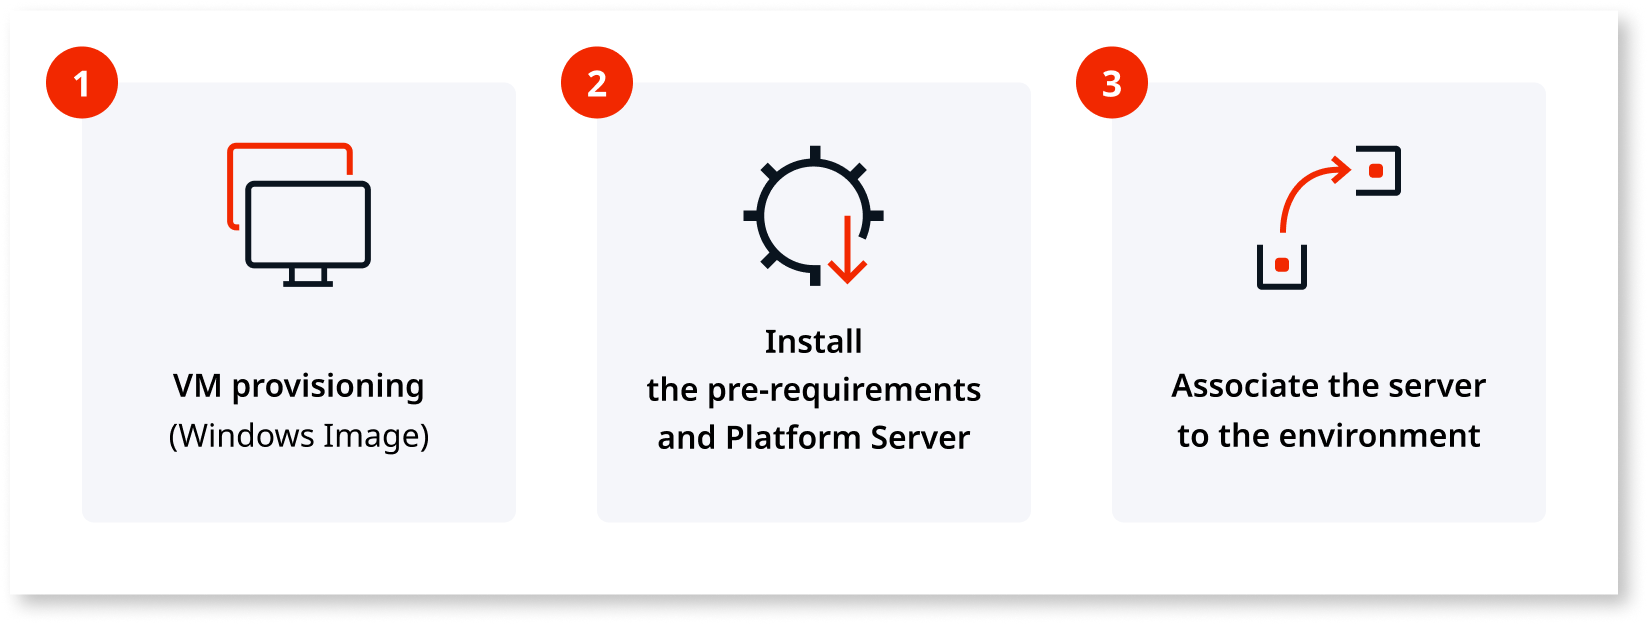 1
VM provisioning
(Windows Image)
2
Install
the pre-requirements
and Platform Server
3
Associate the server
to the environment